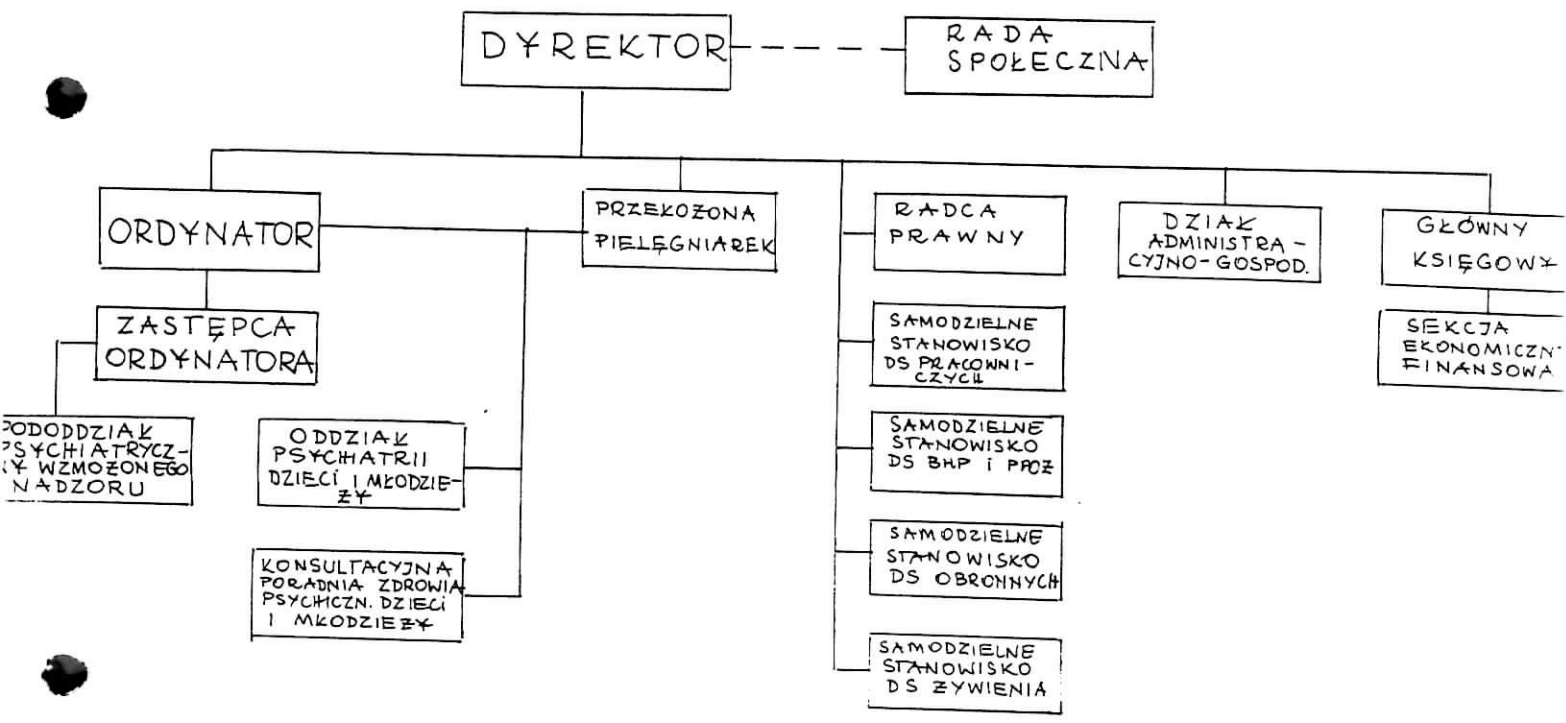 DYREKTOR
RADA
SPOŁECZNA
ORDYNATOR
PRZEŁOŻONA
PIELĘGNIAREK
RADCA
PRAWNY
DZIAŁ
ADMINISTRA-
CYJNO-GOSPOD.
GŁÓWNY
KSIĘGOWY
ZASTĘPCA
ORDYNATORA
SAMODZIELNE
STANOWISKO
DS PRACOWNI-
CZYCH
SEKCJA
EKONOMICZN
FINANSOWA
PODODDZIAŁ
PSYCHIATRYCZ-
NY WZMOŻONEGO
NADZORU
ODDZIAŁ
PSYCHIATRII
DZIECI I MŁODZIE-
ŻY
SAMODZIELNE
STANOWISKO
DS BHP i PPOŻ
KONSULTACYJNA
PORADNIA ZDROWIA
PSYCHICZN. DZIECI
I MŁODZIEŻY
SAMODZIELNE
STANOWISKO
DS OBRONNYCH
SAMODZIELNE
STANOWISKO
DS ŻYWIENIA